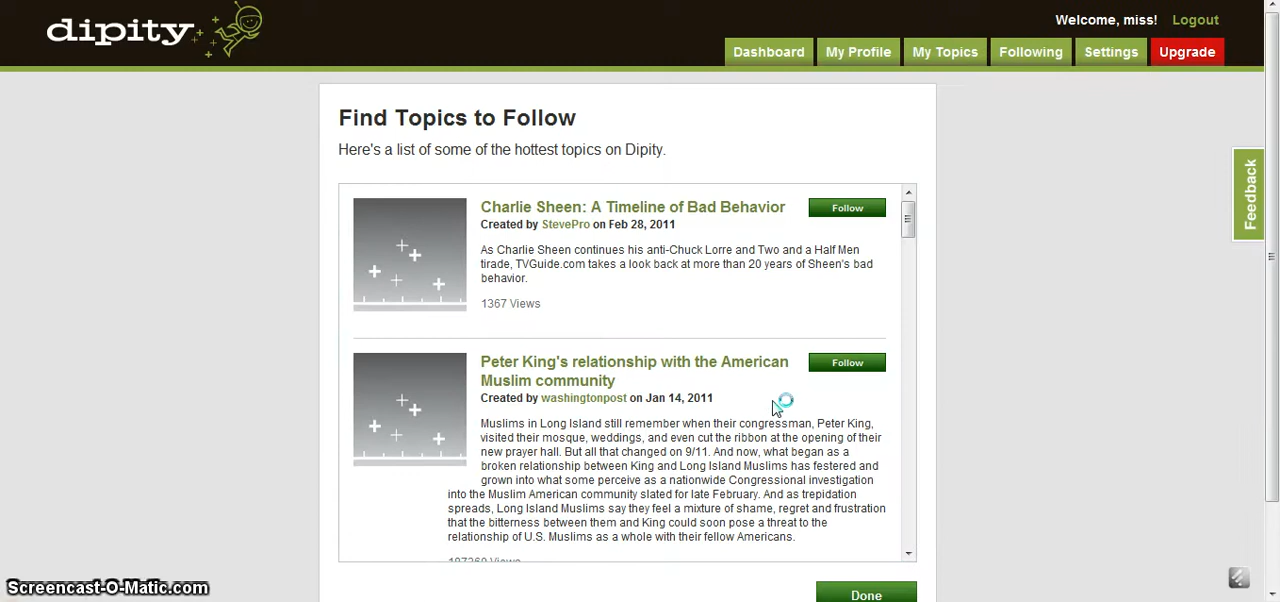 dipity
Welcome, miss! Logout
Dashboard My Profile My Topics Following Settings Upgrade
Find Topics to Follow
Here's a list of some of the hottest topics on Dipity.
Charlie Sheen: A Timeline of Bad Behavior
Follow
Created by StevePro on Feb 28, 2011
As Charlie Sheen continues his anti-Chuck Lorre and Two and a Half Men
tirade, TVGuide.com takes a look back at more than 20 years of Sheen's bad
behavior.
1367 Views
Peter King's relationship with the American
Muslim community
Follow
Created by washingtonpost on Jan 14, 2011
Muslims in Long Island still remember when their congressman, Peter King,
visited their mosque, weddings, and even cut the ribbon at the opening of their
new prayer hall. But all that changed on 9/11. And now, what began as a
broken relationship between King and Long Island Muslims has festered and
grown into what some perceive as a nationwide Congressional investigation
into the Muslim American community slated for late February. And as trepidation
spreads, Long Island Muslims say they feel a mixture of shame, regret and frustration
that the bitterness between them and King could soon pose a threat to the
relationship of U.S. Muslims as a whole with their fellow Americans.
Views
Done
Feedback
Screencast-O-Matic.com